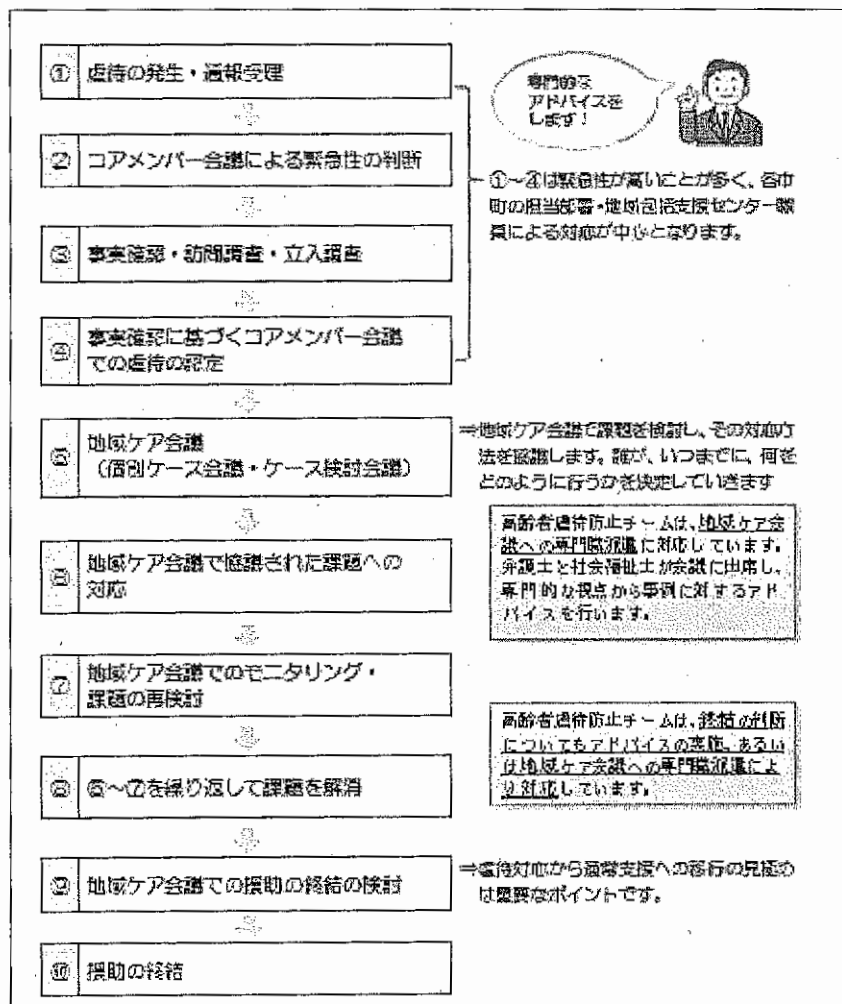 ① 虐待の発生・通報受理
専門的な
アドバイスを
します!
② コアメンバー会議による緊急性の判断
①~④は緊急性が高いことが多く、各市
町の担当部署・地域包括支援センター職
員による対応が中心となります。
③ 事実確認・訪問調査・立入調査
④ 事実確認に基づくコアメンバー会議
での虐待の認定
⑤ 地域ケア会議
(個別ケース会議・ケース検討会議)
⇒地域ケア会議で課題を検討し、その対応方
法を協議します。誰が、いつまでに、何を
どのように行うかを決定していきます
高齢者虐待防止チームは、地域ケア会
議への専門職派遣に対応しています。
弁護士と社会福祉士が会議に出席し、
専門的な視点から事例に対するアド
バイスを行います。
⑥ 地域ケア会議で協議された課題への
対応
⑦ 地域ケア会議でのモニタリング・
課題の再検討
高齢者虐待防止チームは、終結の判断
についてもアドバイスの実施、あるい
は地域ケア会議への専門職派遣によ
り対応しています。
⑧ ⑥~⑦を繰り返して課題を解消
⑨ 地域ケア会議での援助の終結の検討
⇒虐待対応から通常支援への移行の見極め
は重要なポイントです。
⑩ 援助の終結